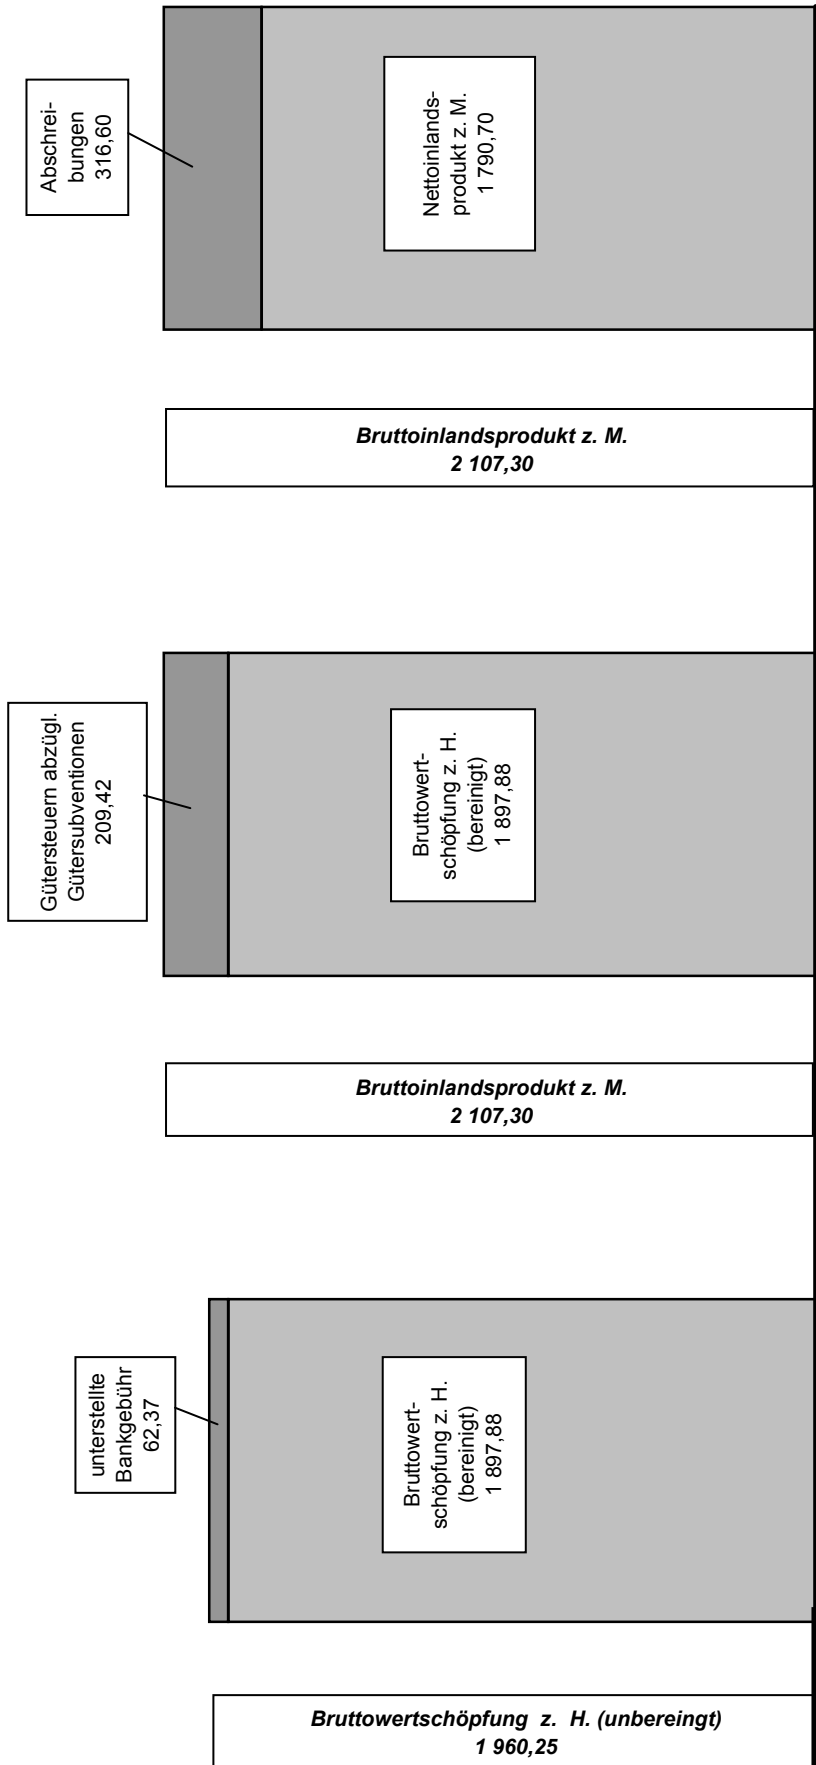 Abschrei-
bungen
316,60
Nettoinlands-
produkt z. M.
1 790,70
Bruttoinlandsprodukt z. M.
2 107,30
Gütersteuern abzügl.
Gütersubventionen
209,42
Bruttowert-
schöpfung z. H.
(bereinigt)
1 897,88
Bruttoinlandsprodukt z. M.
2 107,30
unterstellte
Bankgebühr
62,37
Bruttowert-
schöpfung z. H.
(bereinigt)
1 897,88
Bruttowertschöpfung z. H. (unbereingt)
1 960,25